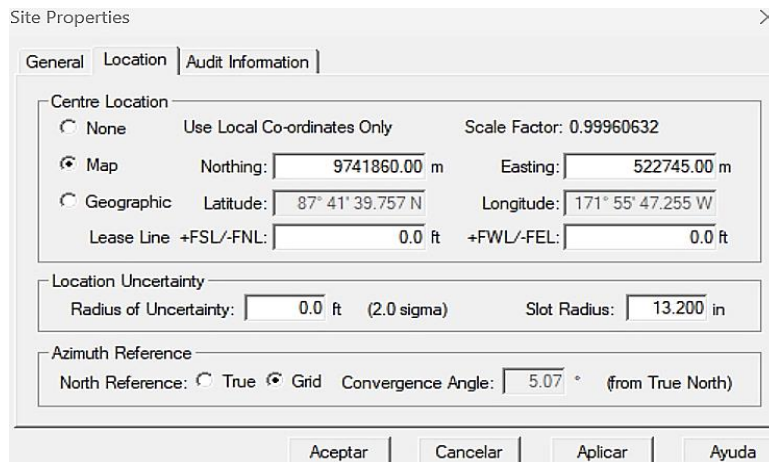 Site Properties
General Location Audit Information
Centre Location
None Use Local Co-ordinates Only Scale Factor: 0.99960632
Map Northing: 9741860.00 m Easting: 522745.00 m
Geographic Latitude: 87° 41' 39.757 N Longitude: 171° 55' 47.255 W
Lease Line +FSL/-FNL: 0.0 ft +FWL/-FEL: 0.0 ft
Location Uncertainty
Radius of Uncertainty: 0.0 ft (2.0 sigma) Slot Radius: 13.200 in
Azimuth Reference
North Reference: True Grid Convergence Angle: 5.07 ° (from True North)
Aceptar Cancelar Aplicar Ayuda